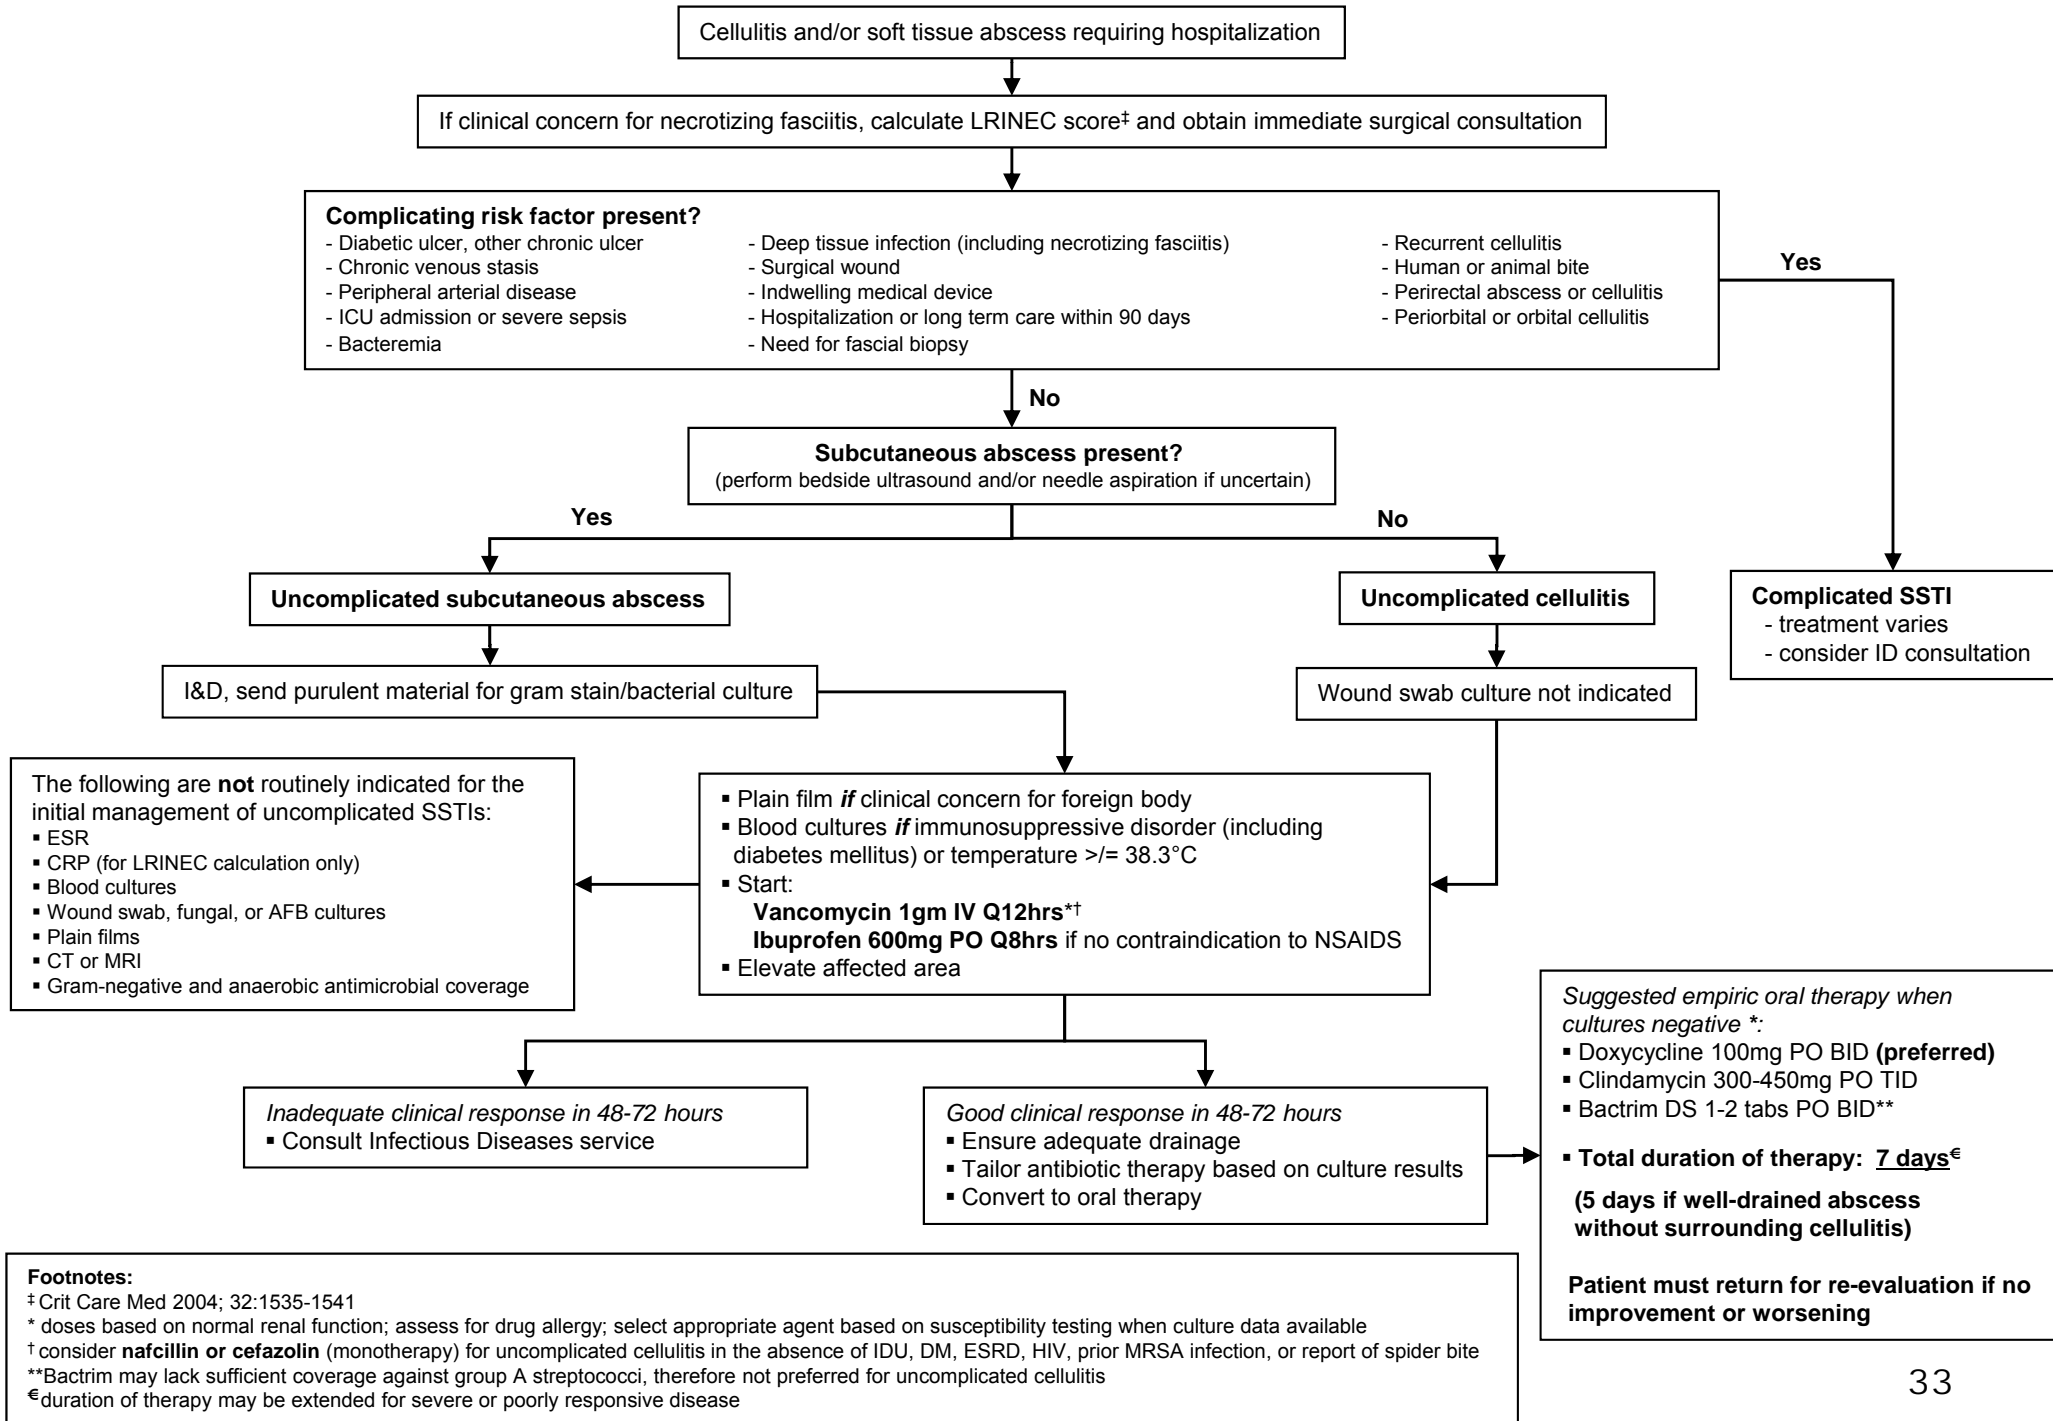 Cellulitis and/or soft tissue abscess requiring hospitalization
If clinical concern for necrotizing fasciitis, calculate LRINEC score‡ and obtain immediate surgical consultation
Complicating risk factor present?
- Diabetic ulcer, other chronic ulcer
- Chronic venous stasis
- Peripheral arterial disease
- ICU admission or severe sepsis
- Bacteremia
- Deep tissue infection (including necrotizing fasciitis)
- Surgical wound
- Indwelling medical device
- Hospitalization or long term care within 90 days
- Need for fascial biopsy
- Recurrent cellulitis
- Human or animal bite
- Perirectal abscess or cellulitis
- Periorbital or orbital cellulitis
Yes
No
Subcutaneous abscess present?
(perform bedside ultrasound and/or needle aspiration if uncertain)
Yes
No
Uncomplicated subcutaneous abscess
Uncomplicated cellulitis
Complicated SSTI
- treatment varies
- consider ID consultation
I&D, send purulent material for gram stain/bacterial culture
Wound swab culture not indicated
The following are not routinely indicated for the
initial management of uncomplicated SSTIs:
▪ ESR
▪ CRP (for LRINEC calculation only)
▪ Blood cultures
▪ Wound swab, fungal, or AFB cultures
▪ Plain films
▪ CT or MRI
▪ Gram-negative and anaerobic antimicrobial coverage
▪ Plain film if clinical concern for foreign body
▪ Blood cultures if immunosuppressive disorder (including
diabetes mellitus) or temperature >/= 38.3°C
▪ Start:
Vancomycin 1gm IV Q12hrs*†
Ibuprofen 600mg PO Q8hrs if no contraindication to NSAIDS
▪ Elevate affected area
Inadequate clinical response in 48-72 hours
▪ Consult Infectious Diseases service
Good clinical response in 48-72 hours
▪ Ensure adequate drainage
▪ Tailor antibiotic therapy based on culture results
▪ Convert to oral therapy
Suggested empiric oral therapy when
cultures negative *:
▪ Doxycycline 100mg PO BID (preferred)
▪ Clindamycin 300-450mg PO TID
▪ Bactrim DS 1-2 tabs PO BID**
▪ Total duration of therapy: 7 days€
(5 days if well-drained abscess
without surrounding cellulitis)
Patient must return for re-evaluation if no
improvement or worsening
Footnotes:
‡ Crit Care Med 2004; 32:1535-1541
* doses based on normal renal function; assess for drug allergy; select appropriate agent based on susceptibility testing when culture data available
† consider nafcillin or cefazolin (monotherapy) for uncomplicated cellulitis in the absence of IDU, DM, ESRD, HIV, prior MRSA infection, or report of spider bite
**Bactrim may lack sufficient coverage against group A streptococci, therefore not preferred for uncomplicated cellulitis
€ duration of therapy may be extended for severe or poorly responsive disease
33